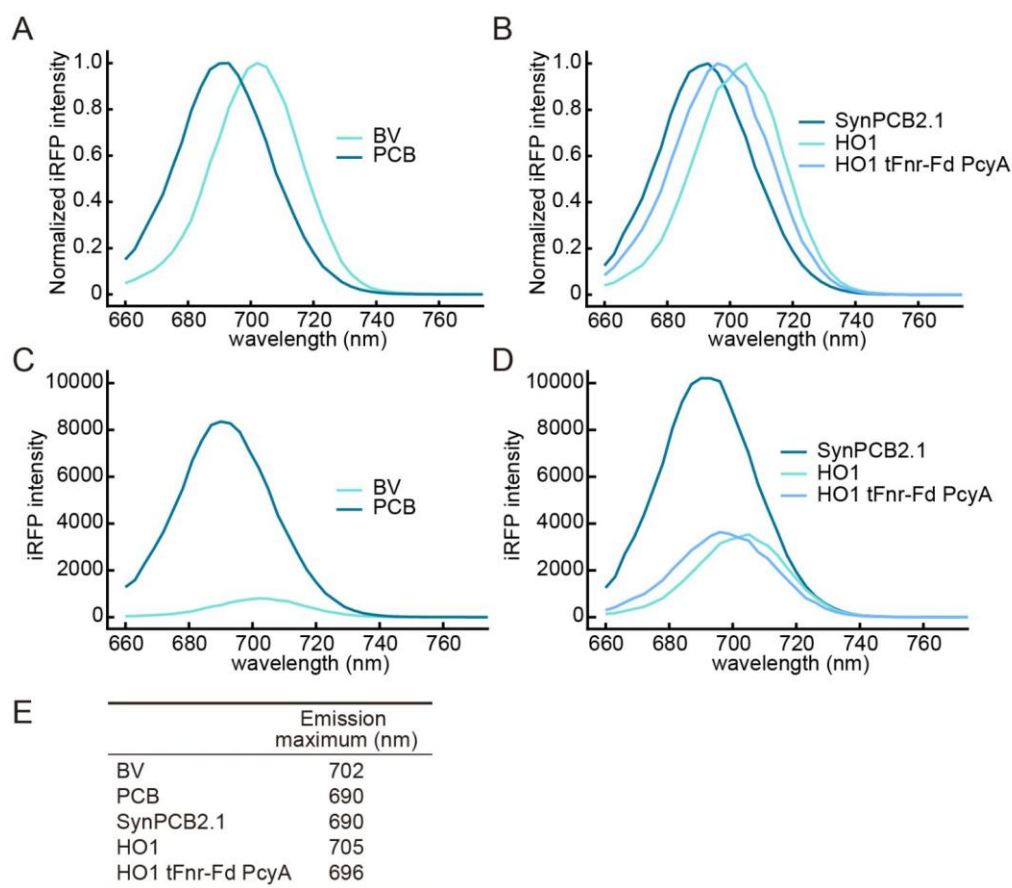 A
Normalized iRFP intensity
1.0
0.8
0.6
0.4
0.2
0
660 680 700 720 740 760
wavelength (nm)
BV
PCB
B
Normalized iRFP intensity
1.0
0.8
0.6
0.4
0.2
0
660 680 700 720 740 760
wavelength (nm)
SynPCB2.1
HO1
HO1 tFnr-Fd PcyA
C
iRFP intensity
10000
8000
6000
4000
2000
0
660 680 700 720 740 760
wavelength (nm)
BV
PCB
D
iRFP intensity
10000
8000
6000
4000
2000
0
660 680 700 720 740 760
wavelength (nm)
SynPCB2.1
HO1
HO1 tFnr-Fd PcyA
E
Emission
maximum (nm)
BV 702
PCB 690
SynPCB2.1 690
HO1 705
HO1 tFnr-Fd PcyA 696